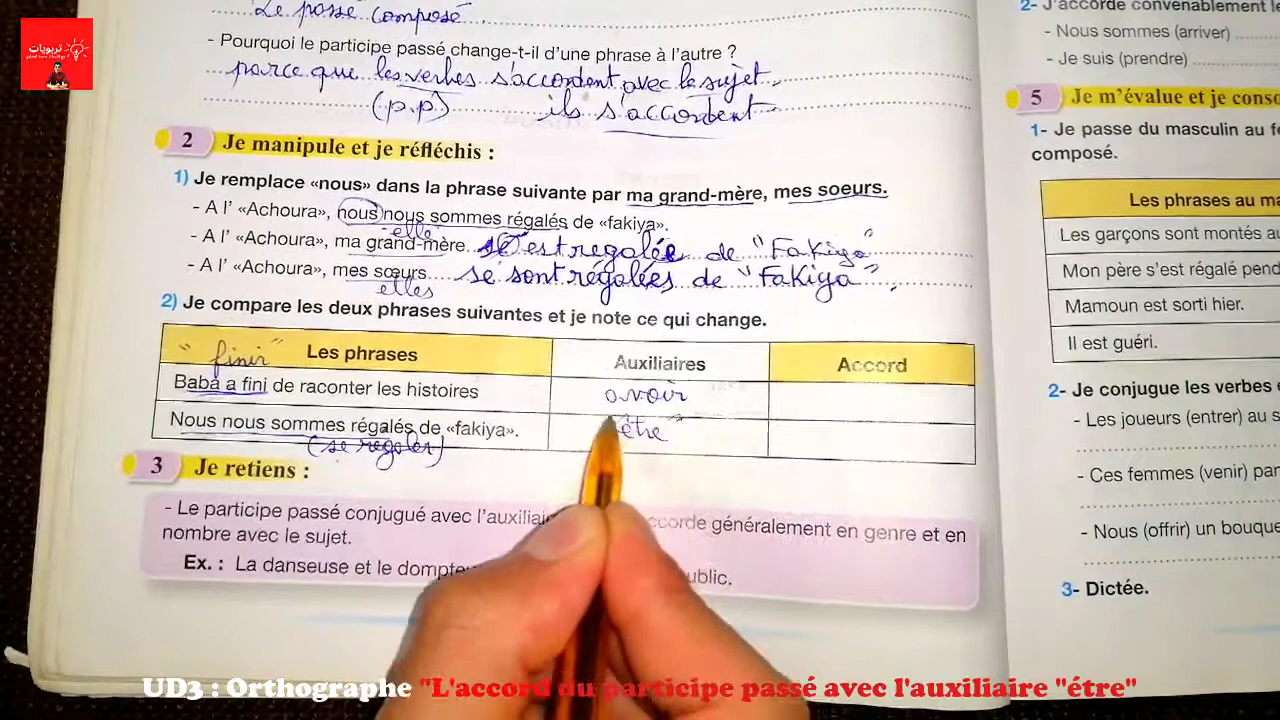 تربويات
Le passé composé
- Pourquoi le participe passé change-t-il d'une phrase à l'autre ?
parce que les verbes s'accordent avec le sujet
(p.p) ils s'accordent
2 Je manipule et je réfléchis :
1) Je remplace «nous» dans la phrase suivante par ma grand-mère, mes soeurs.
- A l' «Achoura», nous nous sommes régalés de «fakiya».
elle
- A l' «Achoura», ma grand-mère se est regalée de "Fakiya"
- A l' «Achoura», mes sœurs se sont régalées de "Fakiya".
elles
2) Je compare les deux phrases suivantes et je note ce qui change.
"finir" Les phrases Auxiliaires Accord
Baba a fini de raconter les histoires avoir
Nous nous sommes régalés de «fakiya». être"
(se régaler)
3 Je retiens :
- Le participe passé conjugué avec l'auxiliai accorde généralement en genre et en
nombre avec le sujet.
Ex. : La danseuse et le dompte ublic.
2- J'accorde convenablement le
- Nous sommes (arriver)
- Je suis (prendre)
5 Je m'évalue et je conso
1- Je passe du masculin au fé
composé.
Les phrases au ma
Les garçons sont montés au
Mon père s'est régalé pend
Mamoun est sorti hier.
Il est guéri.
2- Je conjugue les verbes
- Les joueurs (entrer) au s
- Ces femmes (venir) par
- Nous (offrir) un bouque
3- Dictée.
UD3 : Orthographe "L'accord du participe passé avec l'auxiliaire "étre"